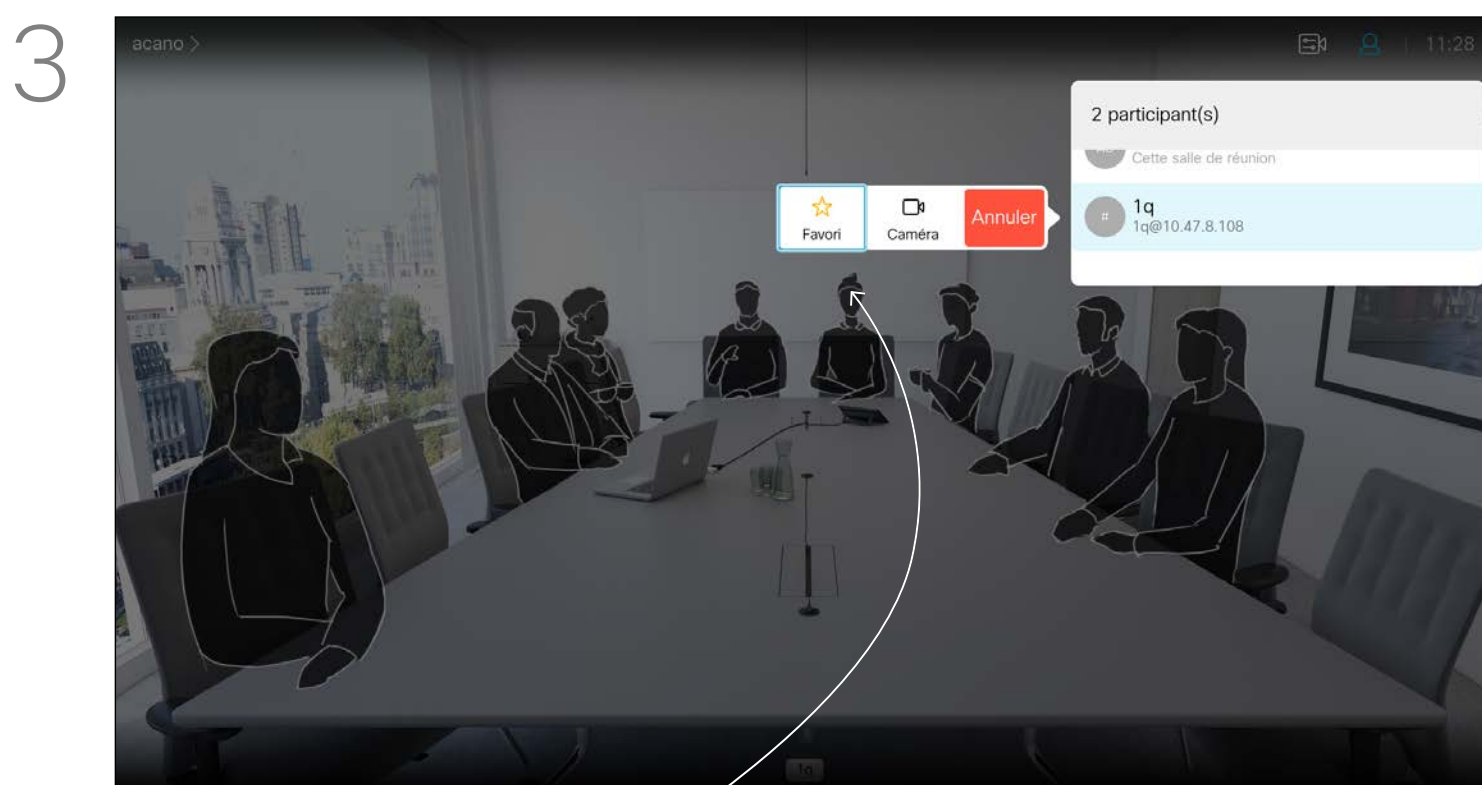 3
acano >
11:28
2 participant(s)
Cette salle de réunion
Favori
Caméra
Annuler
#
1q
1q@10.47.8.108
1q